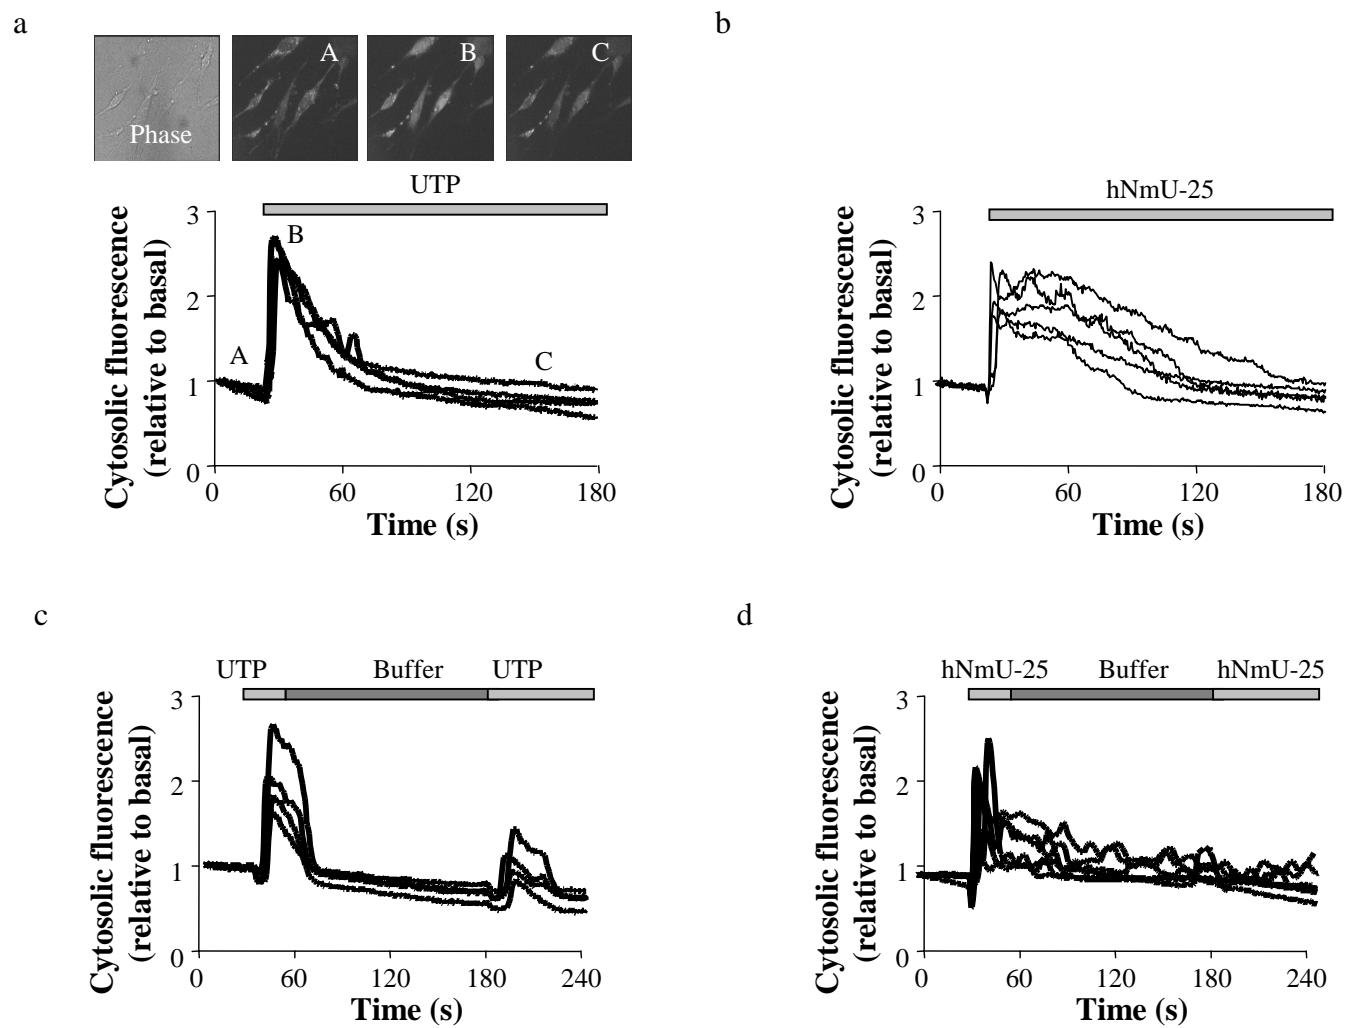 a
Phase
A
B
C
UTP
Cytosolic fluorescence
(relative to basal)
3
2
1
0
A
B
C
0 60 120 180
Time (s)
b
hNmU-25
Cytosolic fluorescence
(relative to basal)
3
2
1
0
0 60 120 180
Time (s)
c
UTP Buffer UTP
Cytosolic fluorescence
(relative to basal)
3
2
1
0
0 60 120 180 240
Time (s)
d
hNmU-25 Buffer hNmU-25
Cytosolic fluorescence
(relative to basal)
3
2
1
0
0 60 120 180 240
Time (s)